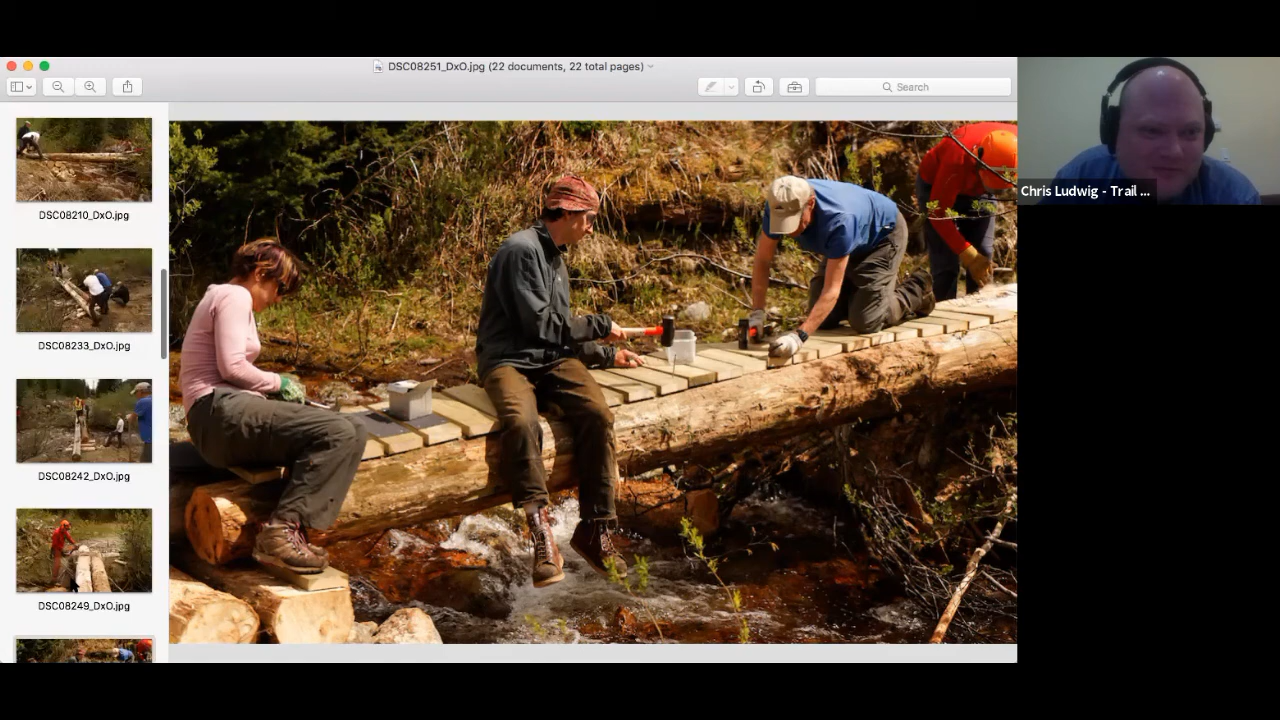 DSC08251_DxO.jpg (22 documents, 22 total pages)
Search
DSC08210_DxO.jpg
DSC08233_DxO.jpg
DSC08242_DxO.jpg
DSC08249_DxO.jpg
Chris Ludwig - Trail ...